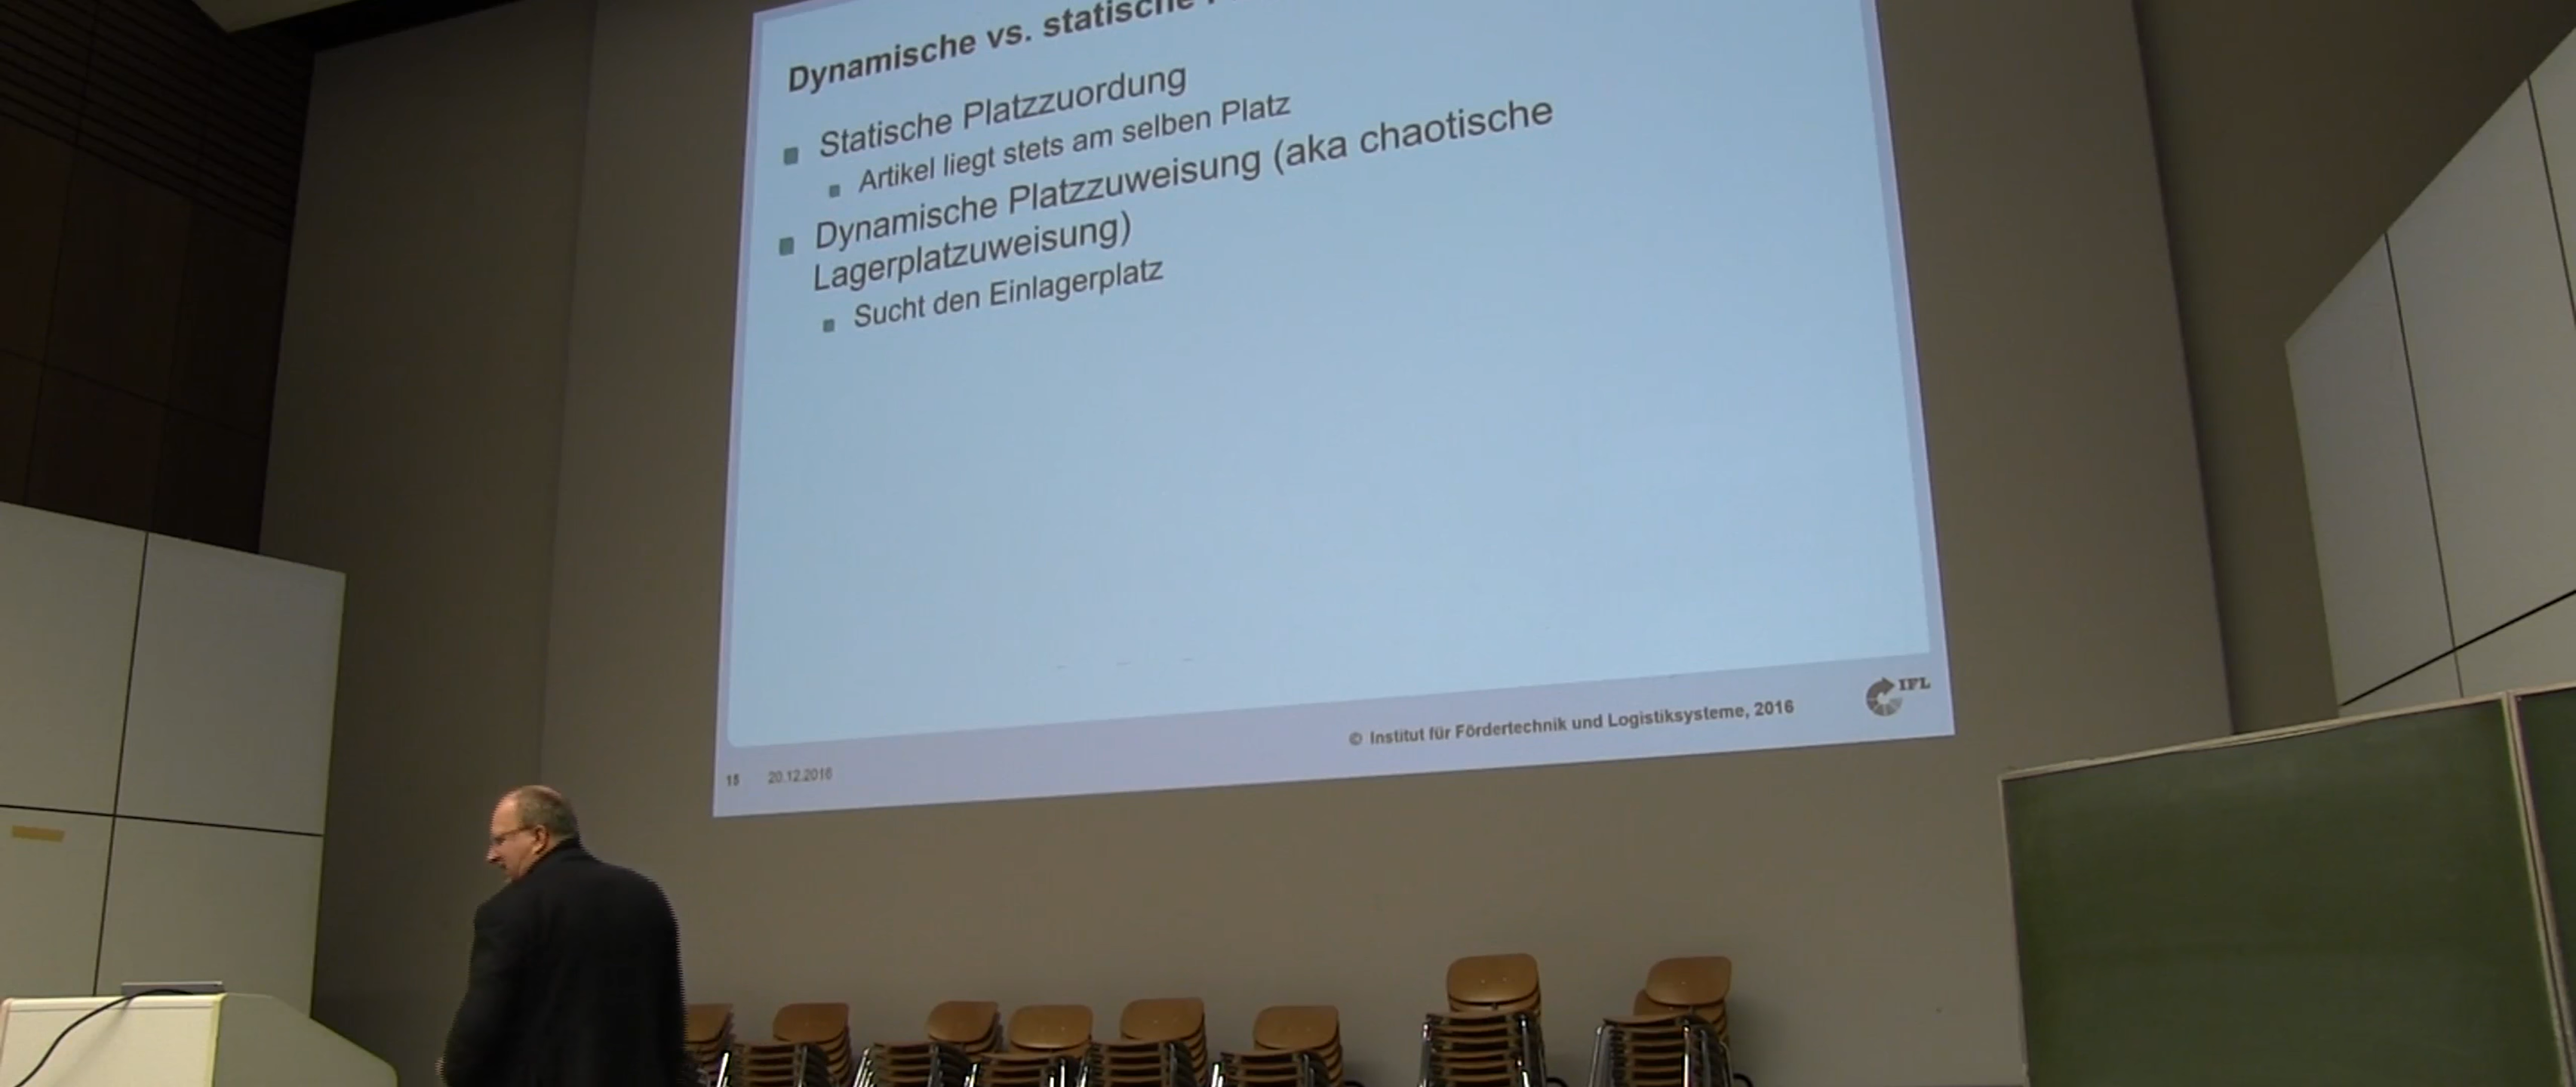 Dynamische vs. statische
Statische Platzzuordung
Artikel liegt stets am selben Platz
Dynamische Platzzuweisung (aka chaotische
Lagerplatzuweisung)
Sucht den Einlagerplatz
© Institut für Fördertechnik und Logistiksysteme, 2016
IFL
15 20.12.2016